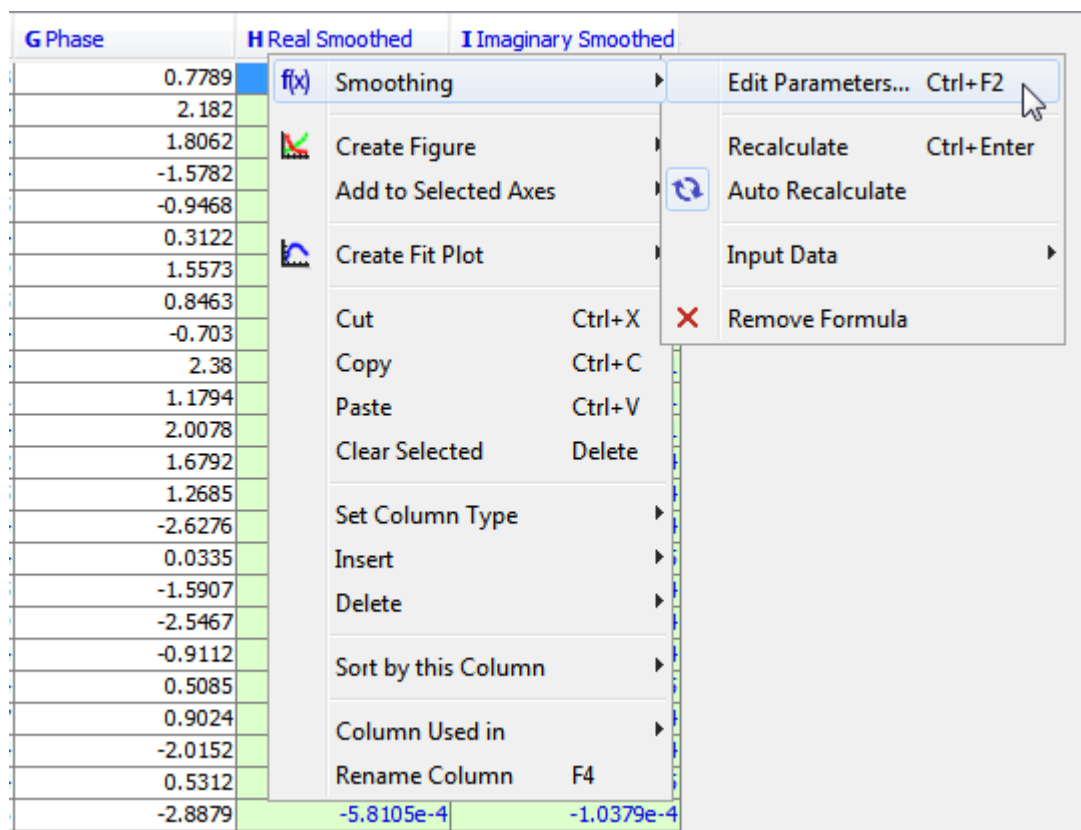 G Phase H Real Smoothed I Imaginary Smoothed
0.7789
2.182
1.8062
-1.5782
-0.9468
0.3122
1.5573
0.8463
-0.703
2.38
1.1794
2.0078
1.6792
1.2685
-2.6276
0.0335
-1.5907
-2.5467
-0.9112
0.5085
0.9024
-2.0152
0.5312
-2.8879 -5.8105e-4 -1.0379e-4
f(x) Smoothing
Create Figure
Add to Selected Axes
Create Fit Plot
Cut Ctrl+X
Copy Ctrl+C
Paste Ctrl+V
Clear Selected Delete
Set Column Type
Insert
Delete
Sort by this Column
Column Used in
Rename Column F4
Edit Parameters... Ctrl+F2
Recalculate Ctrl+Enter
Auto Recalculate
Input Data
Remove Formula